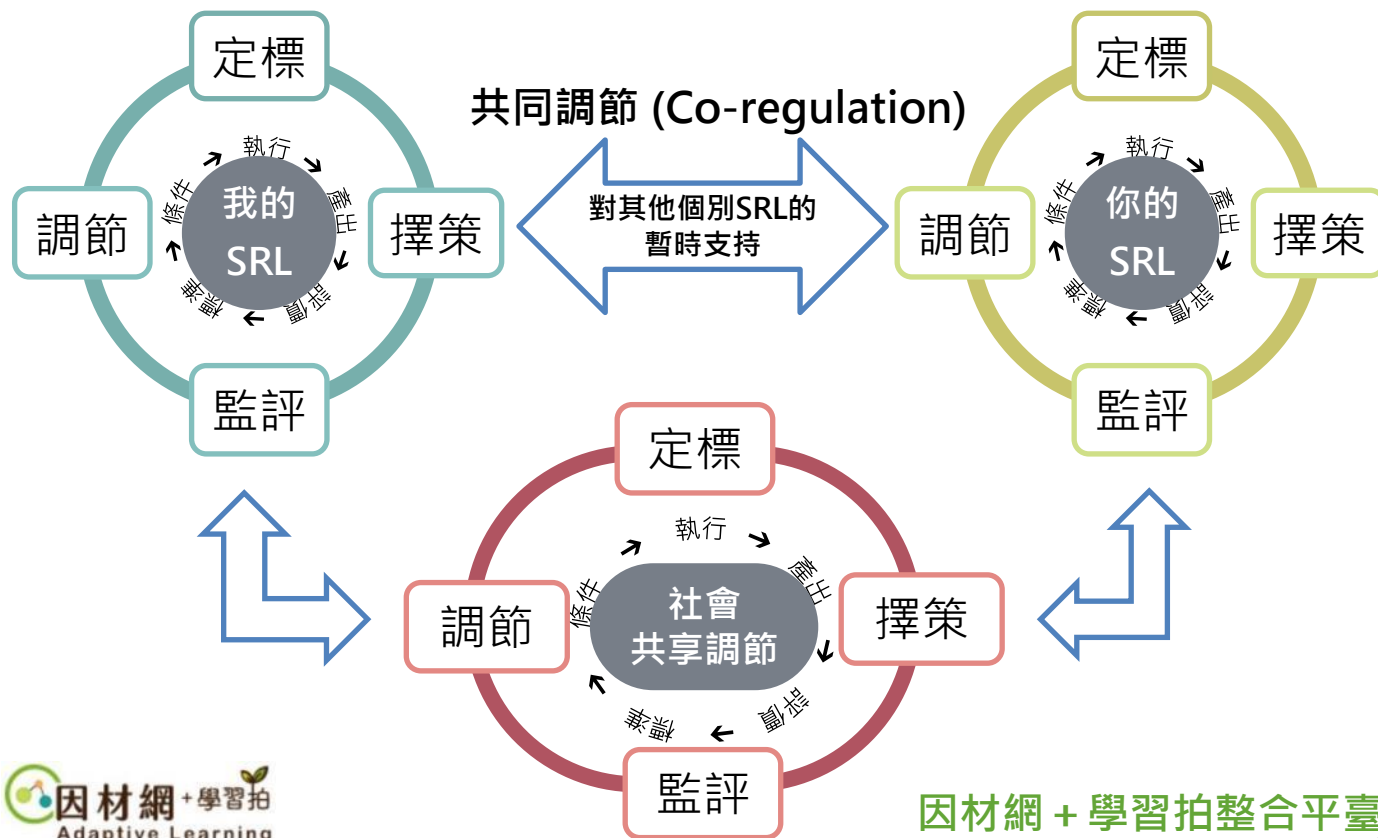 定標
調節
擇策
監評
條件
執行
產出
評價
標準
我的
SRL
共同調節 (Co-regulation)
對其他個別SRL的
暫時支持
定標
調節
擇策
監評
條件
執行
產出
評價
標準
你的
SRL
定標
調節
擇策
監評
條件
執行
產出
評價
標準
社會
共享調節
因材網+學習拍
Adaptive Learning
因材網+學習拍整合平臺